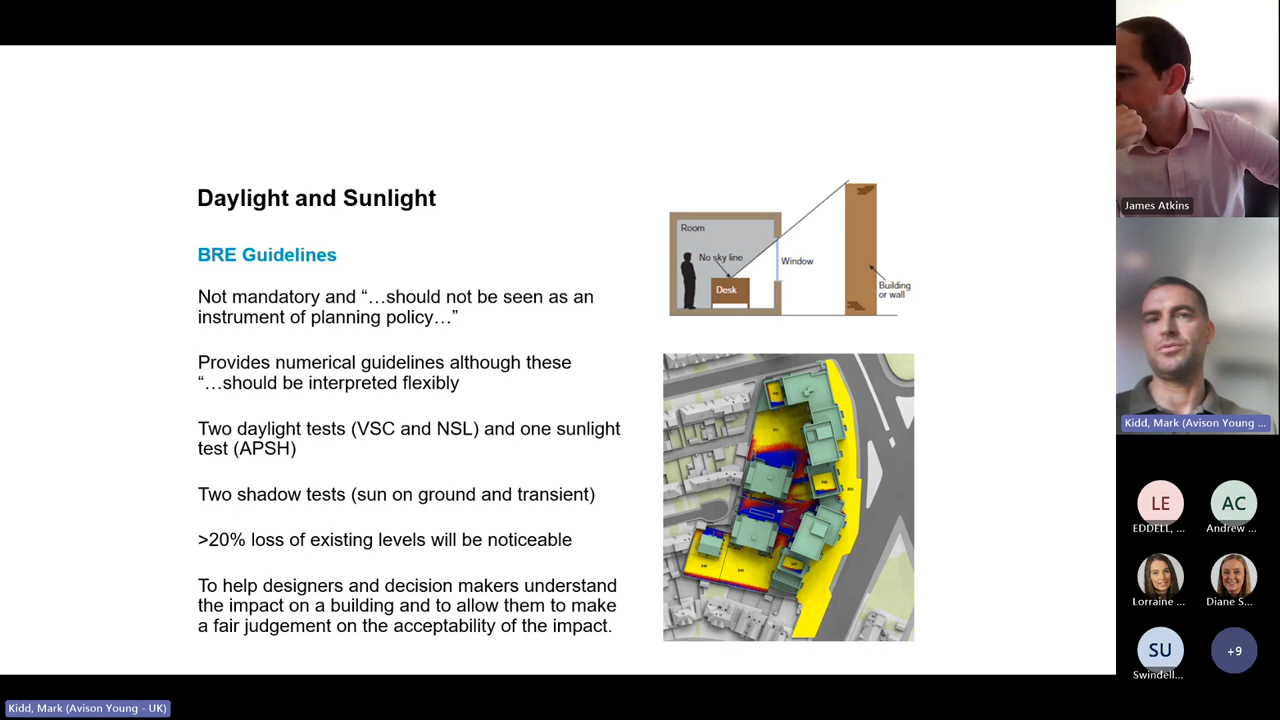 Daylight and Sunlight
BRE Guidelines
Not mandatory and “…should not be seen as an
instrument of planning policy…”
Provides numerical guidelines although these
“…should be interpreted flexibly
Two daylight tests (VSC and NSL) and one sunlight
test (APSH)
Two shadow tests (sun on ground and transient)
>20% loss of existing levels will be noticeable
To help designers and decision makers understand
the impact on a building and to allow them to make
a fair judgement on the acceptability of the impact.
Room
No sky line
Window
Desk
Building
or wall
James Atkins
Kidd, Mark (Avison Young ...
LE
EDDELL, ...
AC
Andrew ...
Lorraine ...
Diane S...
SU
Swindell...
+9
Kidd, Mark (Avison Young - UK)